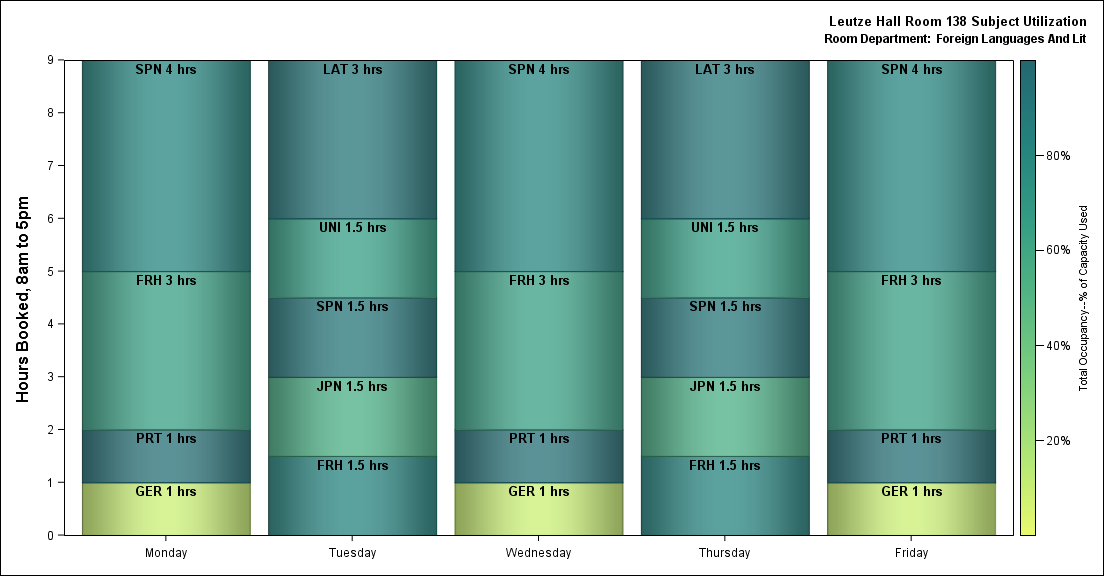 Leutze Hall Room 138 Subject Utilization
Room Department: Foreign Languages And Lit
Hours Booked, 8am to 5pm
9
8
7
6
5
4
3
2
1
0
SPN 4 hrs
FRH 3 hrs
PRT 1 hrs
GER 1 hrs
LAT 3 hrs
UNI 1.5 hrs
SPN 1.5 hrs
JPN 1.5 hrs
FRH 1.5 hrs
SPN 4 hrs
FRH 3 hrs
PRT 1 hrs
GER 1 hrs
LAT 3 hrs
UNI 1.5 hrs
SPN 1.5 hrs
JPN 1.5 hrs
FRH 1.5 hrs
SPN 4 hrs
FRH 3 hrs
PRT 1 hrs
GER 1 hrs
Monday
Tuesday
Wednesday
Thursday
Friday
80%
60%
40%
20%
Total Occupancy--% of Capacity Used